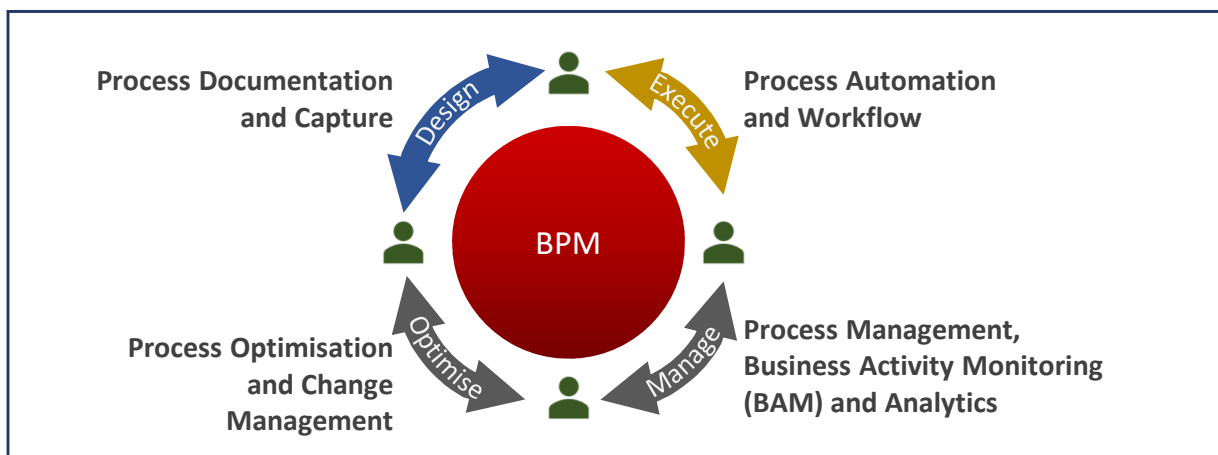 Process Documentation
and Capture
Design
Execute
Process Automation
and Workflow
BPM
Process Optimisation
and Change
Management
Optimise
Manage
Process Management,
Business Activity Monitoring
(BAM) and Analytics